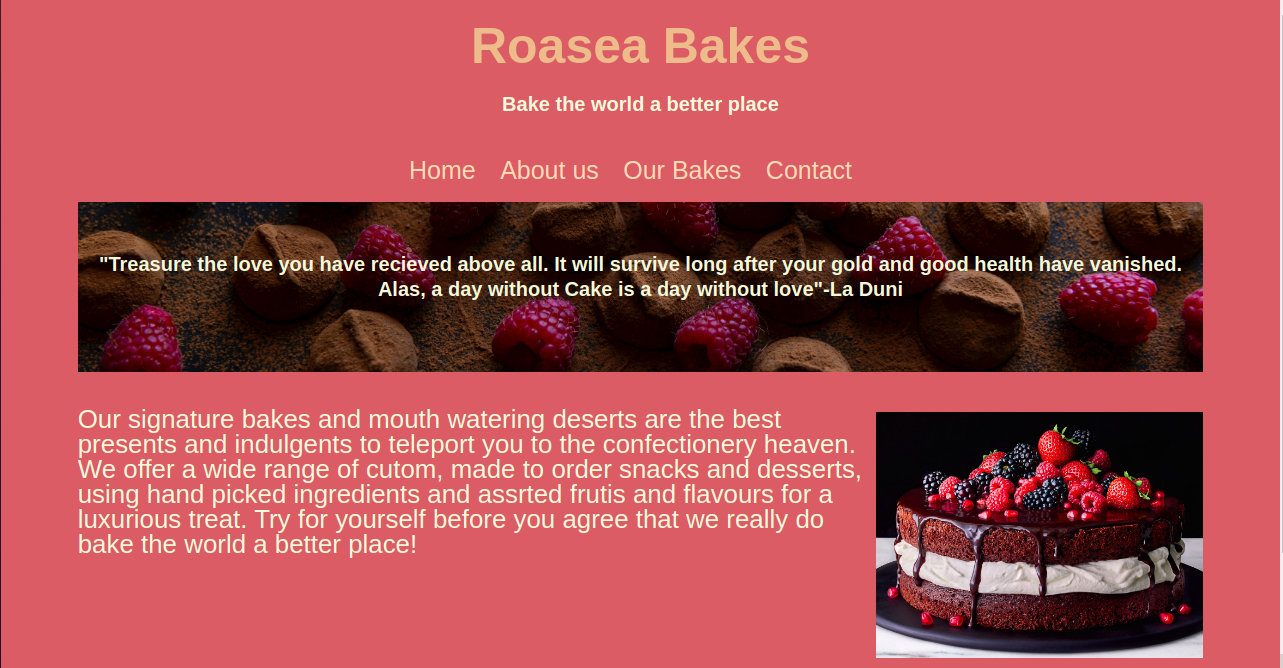 Roasea Bakes
Bake the world a better place
Home About us Our Bakes Contact
"Treasure the love you have recieved above all. It will survive long after your gold and good health have vanished.
Alas, a day without Cake is a day without love"-La Duni
Our signature bakes and mouth watering deserts are the best
presents and indulgents to teleport you to the confectionery heaven.
We offer a wide range of cutom, made to order snacks and desserts,
using hand picked ingredients and assrted frutis and flavours for a
luxurious treat. Try for yourself before you agree that we really do
bake the world a better place!